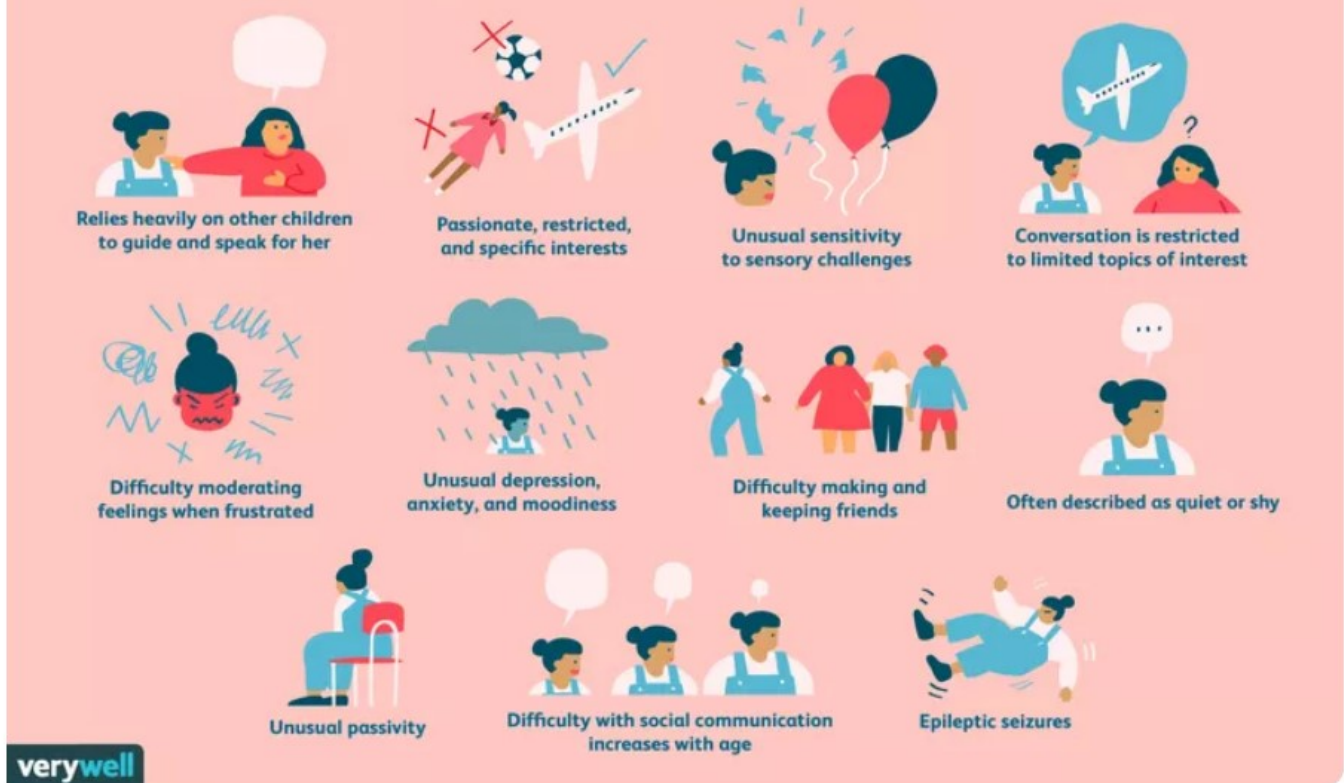 Relies heavily on other children
to guide and speak for her
Passionate, restricted,
and specific interests
Unusual sensitivity
to sensory challenges
?
Conversation is restricted
to limited topics of interest
Difficulty moderating
feelings when frustrated
Unusual depression,
anxiety, and moodiness
Difficulty making and
keeping friends
...
Often described as quiet or shy
Unusual passivity
Difficulty with social communication
increases with age
Epileptic seizures
verywell